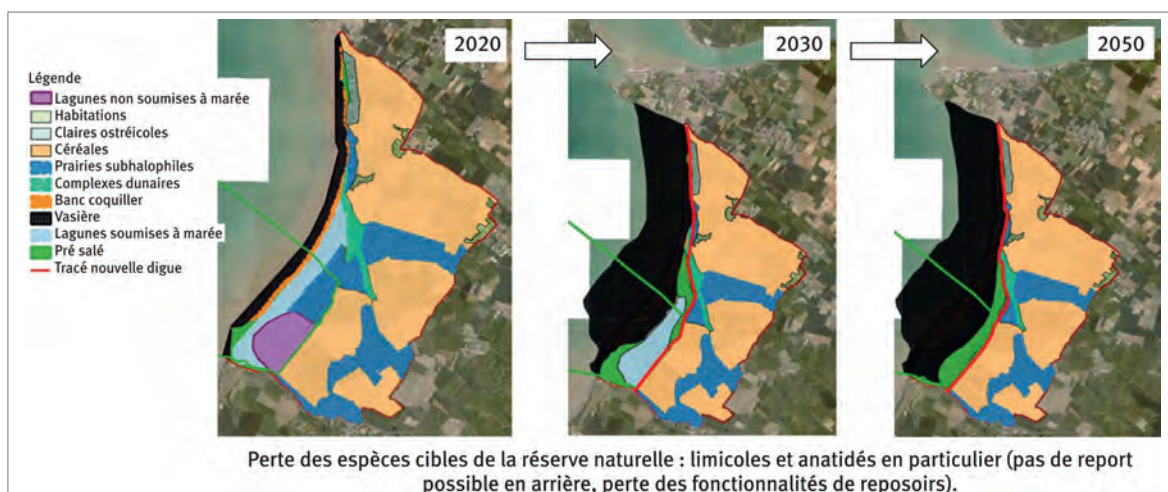 2020
2030
2050
Légende
Lagunes non soumises à marée
Habitations
Claires ostréicoles
Céréales
Prairies subhalophiles
Complexes dunaires
Banc coquiller
Vasière
Lagunes soumises à marée
Pré salé
Tracé nouvelle digue
Perte des espèces cibles de la réserve naturelle : limicoles et anatidés en particulier (pas de report
possible en arrière, perte des fonctionnalités de reposoirs).